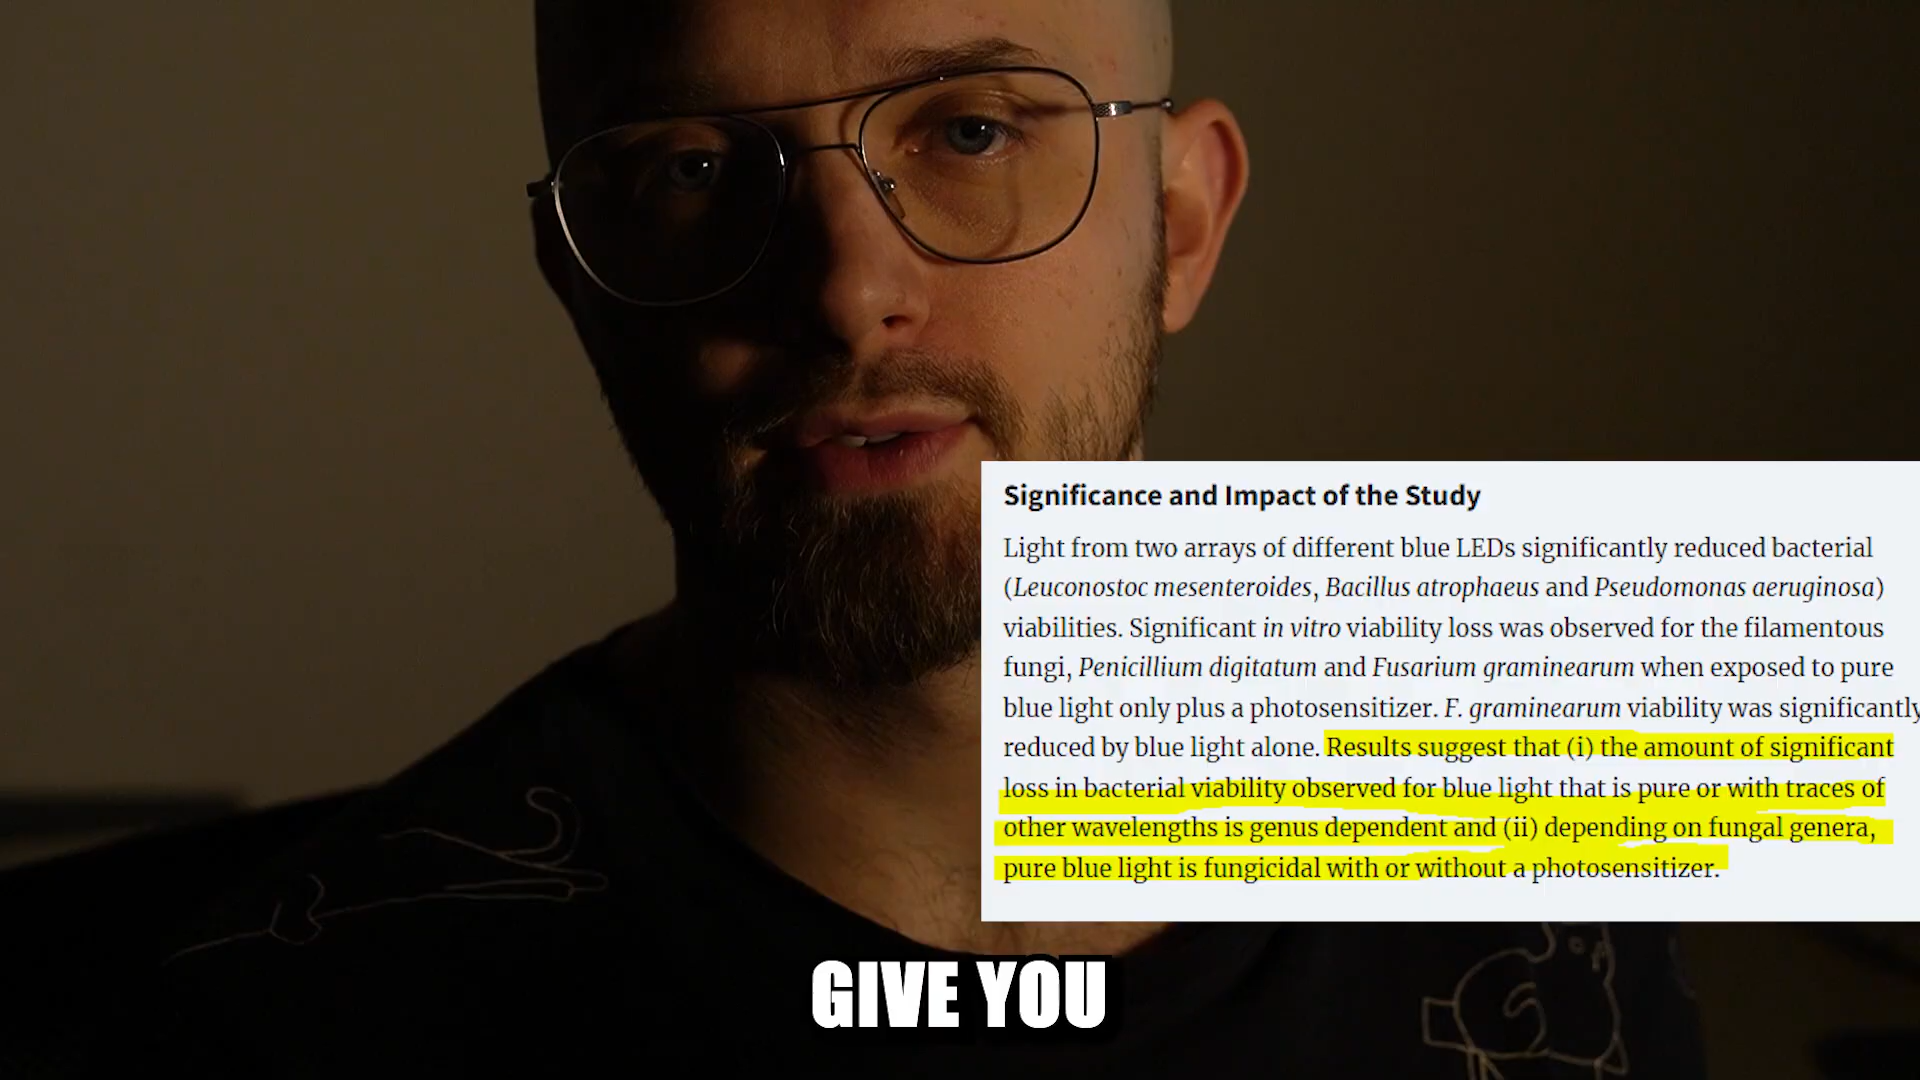 Significance and Impact of the Study
Light from two arrays of different blue LEDs significantly reduced bacterial
(Leuconostoc mesenteroides, Bacillus atrophaeus and Pseudomonas aeruginosa)
viabilities. Significant in vitro viability loss was observed for the filamentous
fungi, Penicillium digitatum and Fusarium graminearum when exposed to pure
blue light only plus a photosensitizer. F. graminearum viability was significantly
reduced by blue light alone. Results suggest that (i) the amount of significant
loss in bacterial viability observed for blue light that is pure or with traces of
other wavelengths is genus dependent and (ii) depending on fungal genera,
pure blue light is fungicidal with or without a photosensitizer.
GIVE YOU